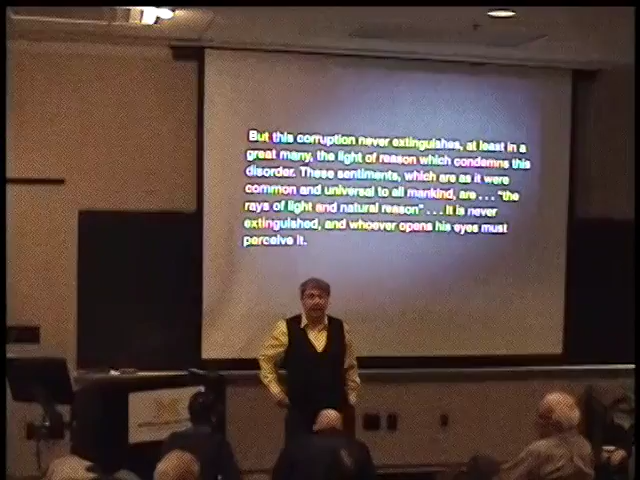 But this corruption never extinguishes, at least in a
great many, the light of reason which condemns this
disorder. These sentiments, which are as it were
common and universal to all mankind, are . . . "the
rays of light and natural reason" . . . It is never
extinguished, and whoever opens his eyes must
perceive it.